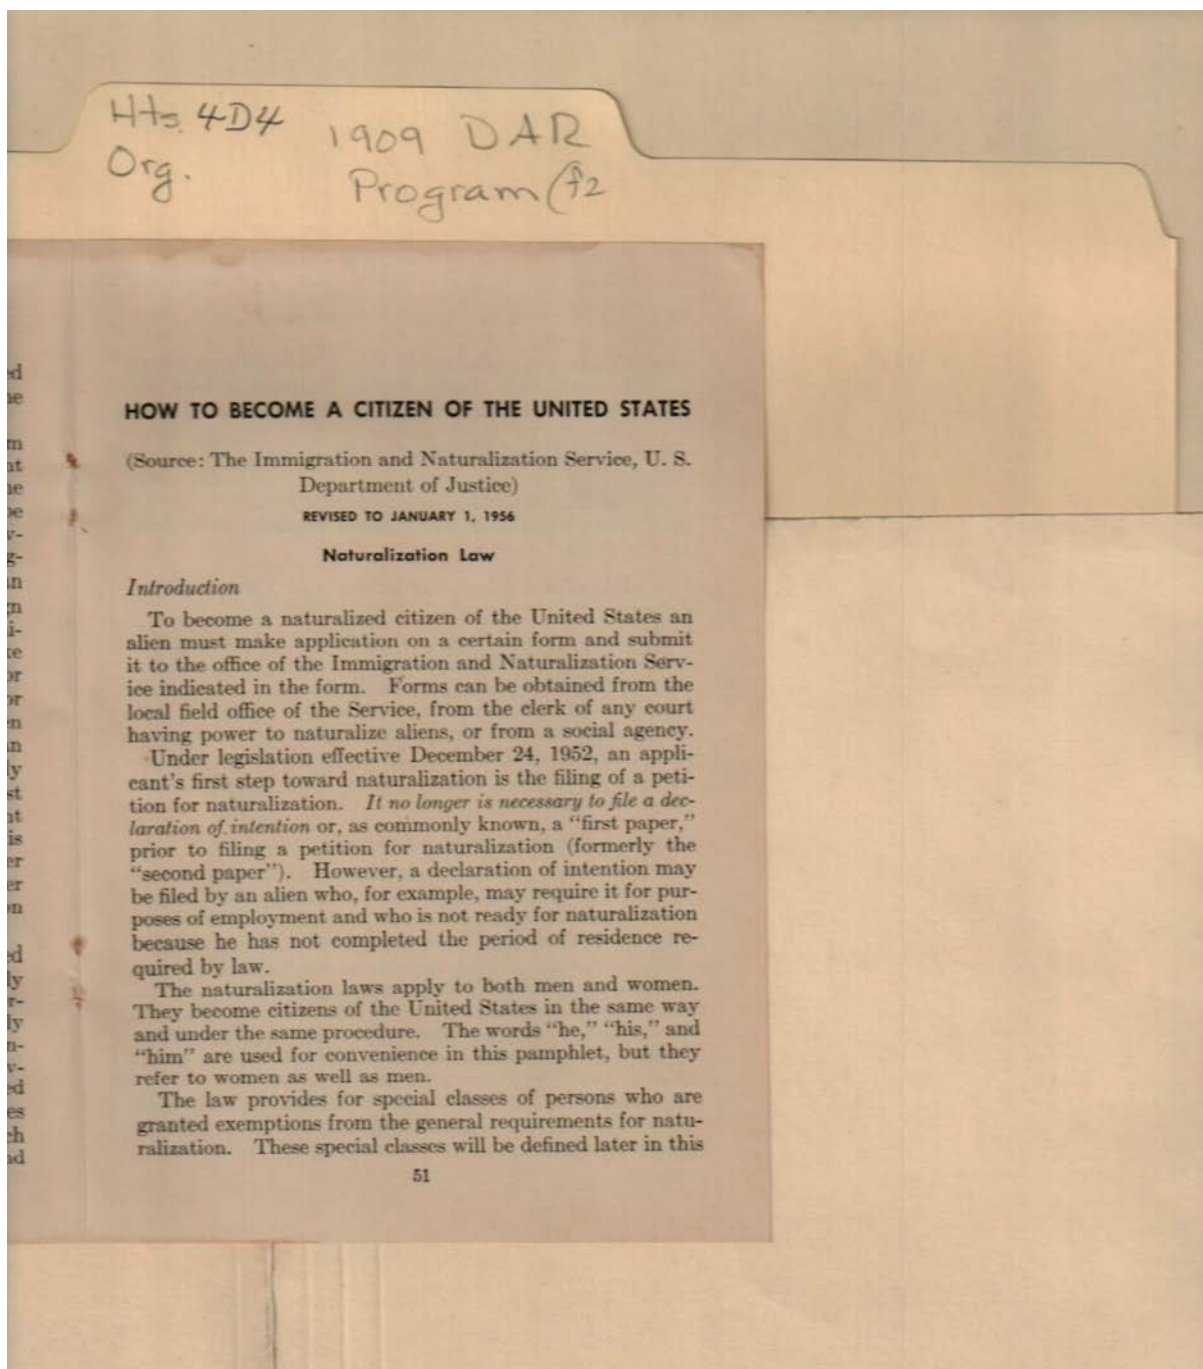 Hts. 4D4 1909 DAR
Org. Program (f2
HOW TO BECOME A CITIZEN OF THE UNITED STATES
(Source: The Immigration and Naturalization Service, U. S.
Department of Justice)
REVISED TO JANUARY 1, 1956
Naturalization Law
Introduction
To become a naturalized citizen of the United States an
alien must make application on a certain form and submit
it to the office of the Immigration and Naturalization Serv-
ice indicated in the form. Forms can be obtained from the
local field office of the Service, from the clerk of any court
having power to naturalize aliens, or from a social agency.
Under legislation effective December 24, 1952, an appli-
cant's first step toward naturalization is the filing of a peti-
tion for naturalization. It no longer is necessary to file a dec-
laration of intention or, as commonly known, a "first paper,"
prior to filing a petition for naturalization (formerly the
"second paper"). However, a declaration of intention may
be filed by an alien who, for example, may require it for pur-
poses of employment and who is not ready for naturalization
because he has not completed the period of residence re-
quired by law.
The naturalization laws apply to both men and women.
They become citizens of the United States in the same way
and under the same procedure. The words "he," "his," and
"him" are used for convenience in this pamphlet, but they
refer to women as well as men.
The law provides for special classes of persons who are
granted exemptions from the general requirements for natu-
ralization. These special classes will be defined later in this
51